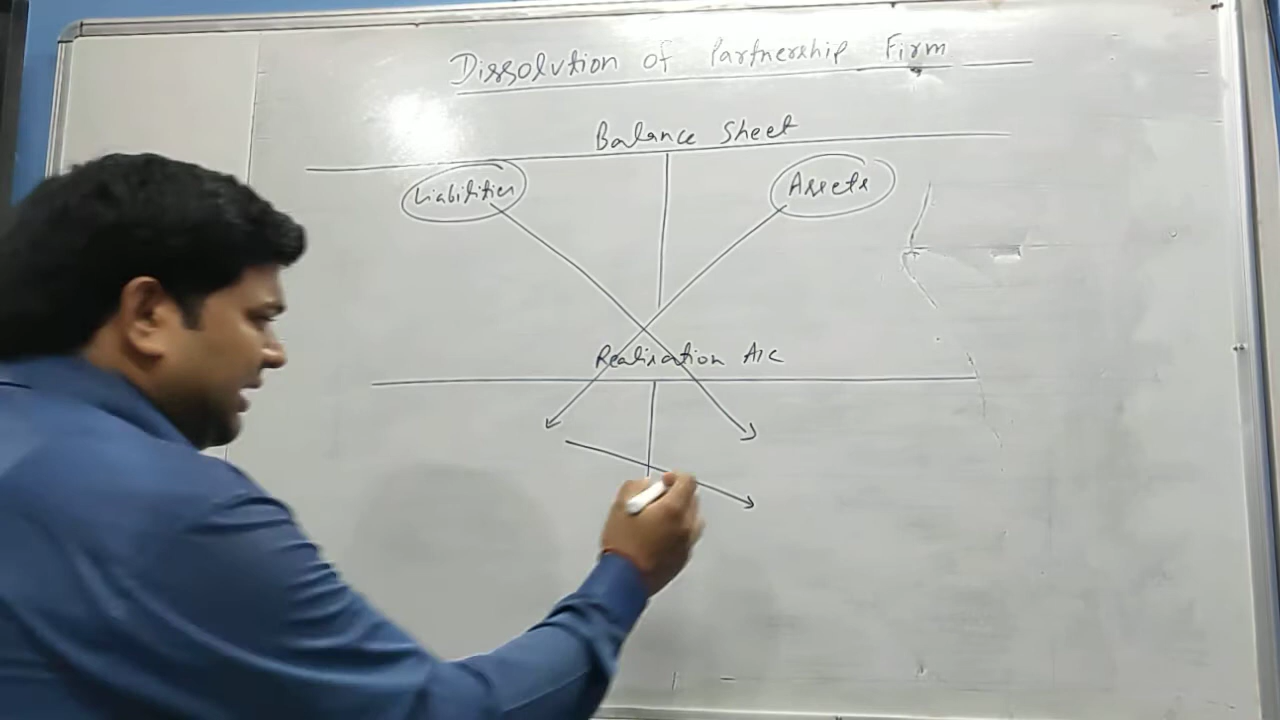 Dissolution of Partnership Firm
Balance Sheet
Liabilities Assets
Realisation A/c